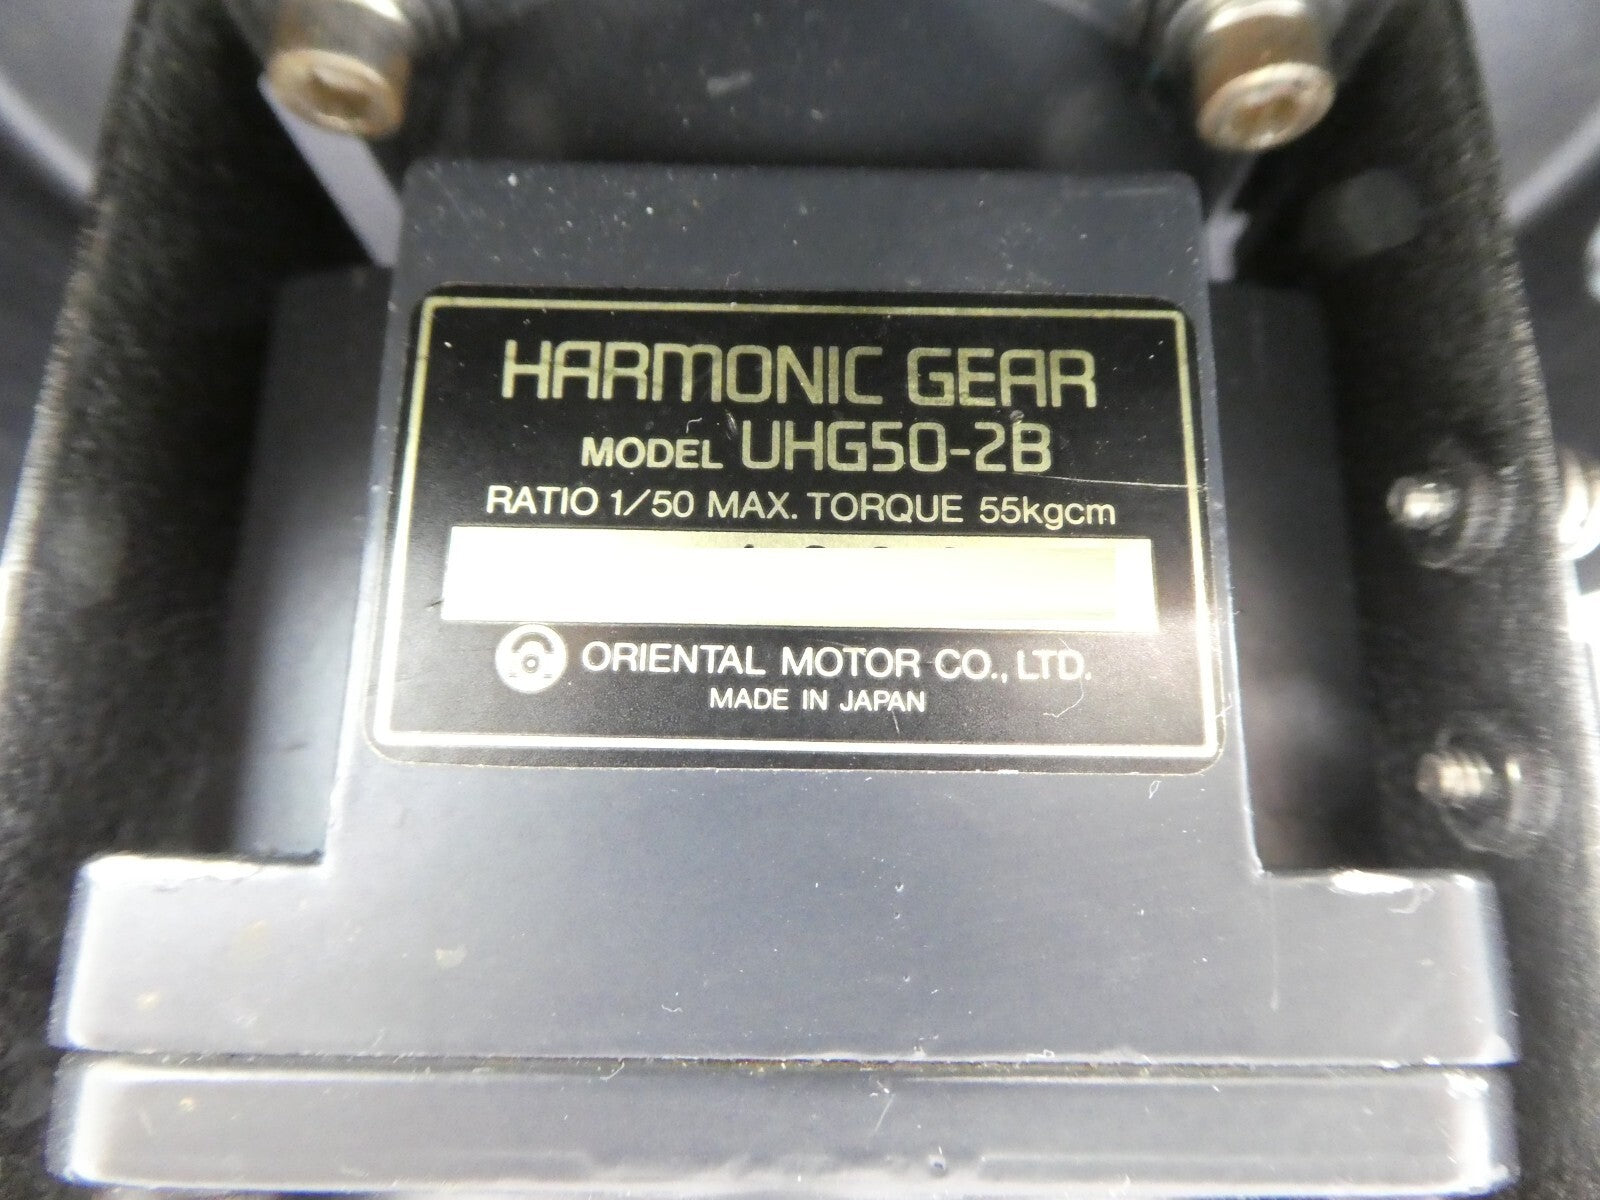 HARMONIC GEAR
MODEL UHG50-2B
RATIO 1/50 MAX. TORQUE 55kgcm
ORIENTAL MOTOR CO., LTD.
MADE IN JAPAN